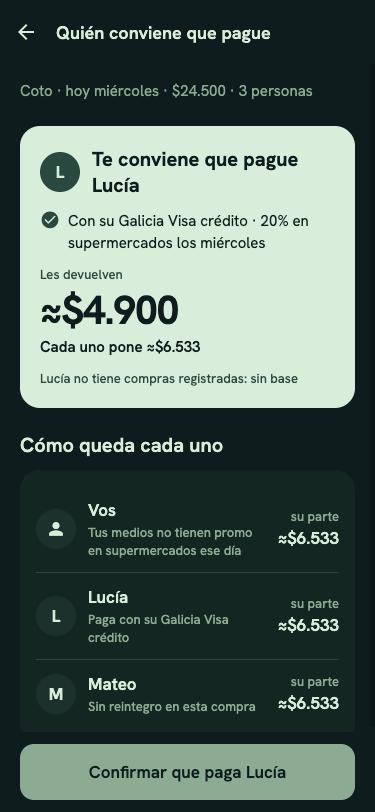 Quién conviene que pague
Coto · hoy miércoles · $24.500 · 3 personas
L
Te conviene que pague
Lucía
Con su Galicia Visa crédito · 20% en
supermercados los miércoles
Les devuelven
≈$4.900
Cada uno pone ≈$6.533
Lucía no tiene compras registradas: sin base
Cómo queda cada uno
Vos
Tus medios no tienen promo
en supermercados ese día
su parte
≈$6.533
L
Lucía
Paga con su Galicia Visa
crédito
su parte
≈$6.533
M
Mateo
Sin reintegro en esta compra
su parte
≈$6.533
Confirmar que paga Lucía